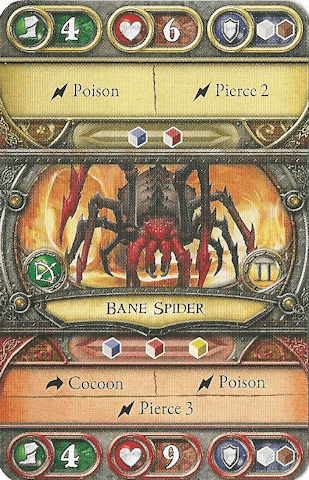 4 6
Poison Pierce 2
II
BANE SPIDER
Cocoon Poison
Pierce 3
4 9